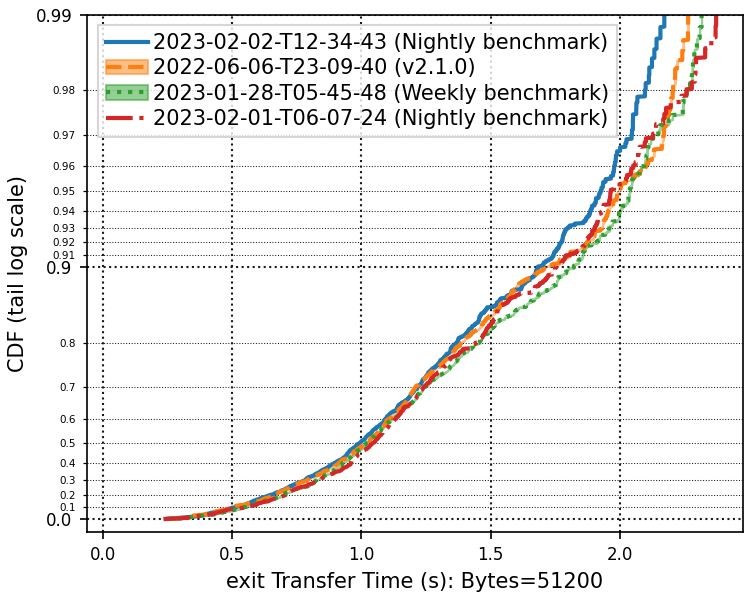 0.99
2023-02-02-T12-34-43 (Nightly benchmark)
2022-06-06-T23-09-40 (v2.1.0)
2023-01-28-T05-45-48 (Weekly benchmark)
2023-02-01-T06-07-24 (Nightly benchmark)
0.98
0.97
0.96
0.95
0.94
0.93
0.92
0.91
0.9
0.8
0.7
0.6
0.5
0.4
0.3
0.2
0.1
0.0
CDF (tail log scale)
0.0 0.5 1.0 1.5 2.0
exit Transfer Time (s): Bytes=51200